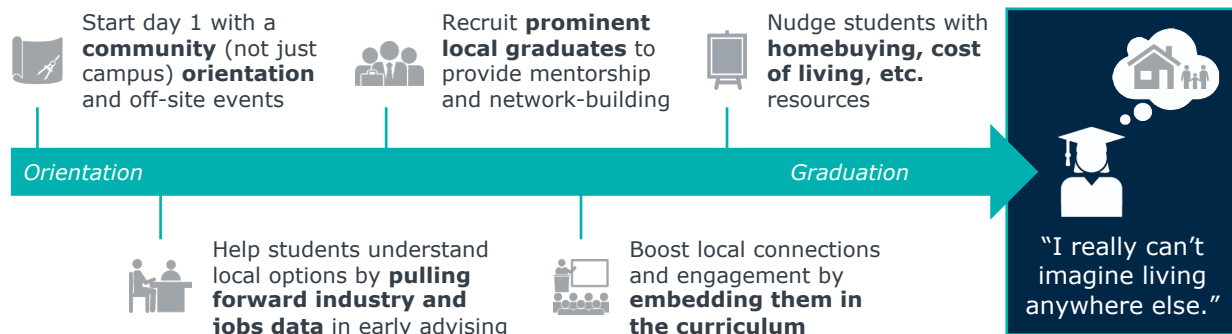 Start day 1 with a
community (not just
campus) orientation
and off-site events
Recruit prominent
local graduates to
provide mentorship
and network-building
Nudge students with
homebuying, cost
of living, etc.
resources
Orientation
Graduation
Help students understand
local options by pulling
forward industry and
jobs data in early advising
Boost local connections
and engagement by
embedding them in
the curriculum
“I really can’t
imagine living
anywhere else.”